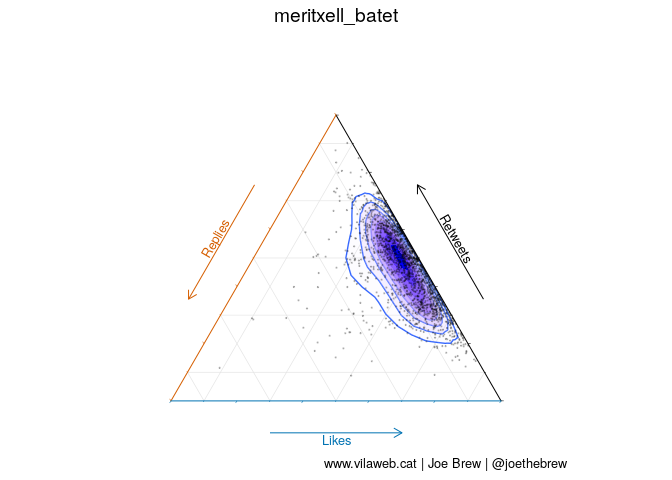 meritxell_batet
Replies
Retweets
Likes
www.vilaweb.cat | Joe Brew | @joethebrew